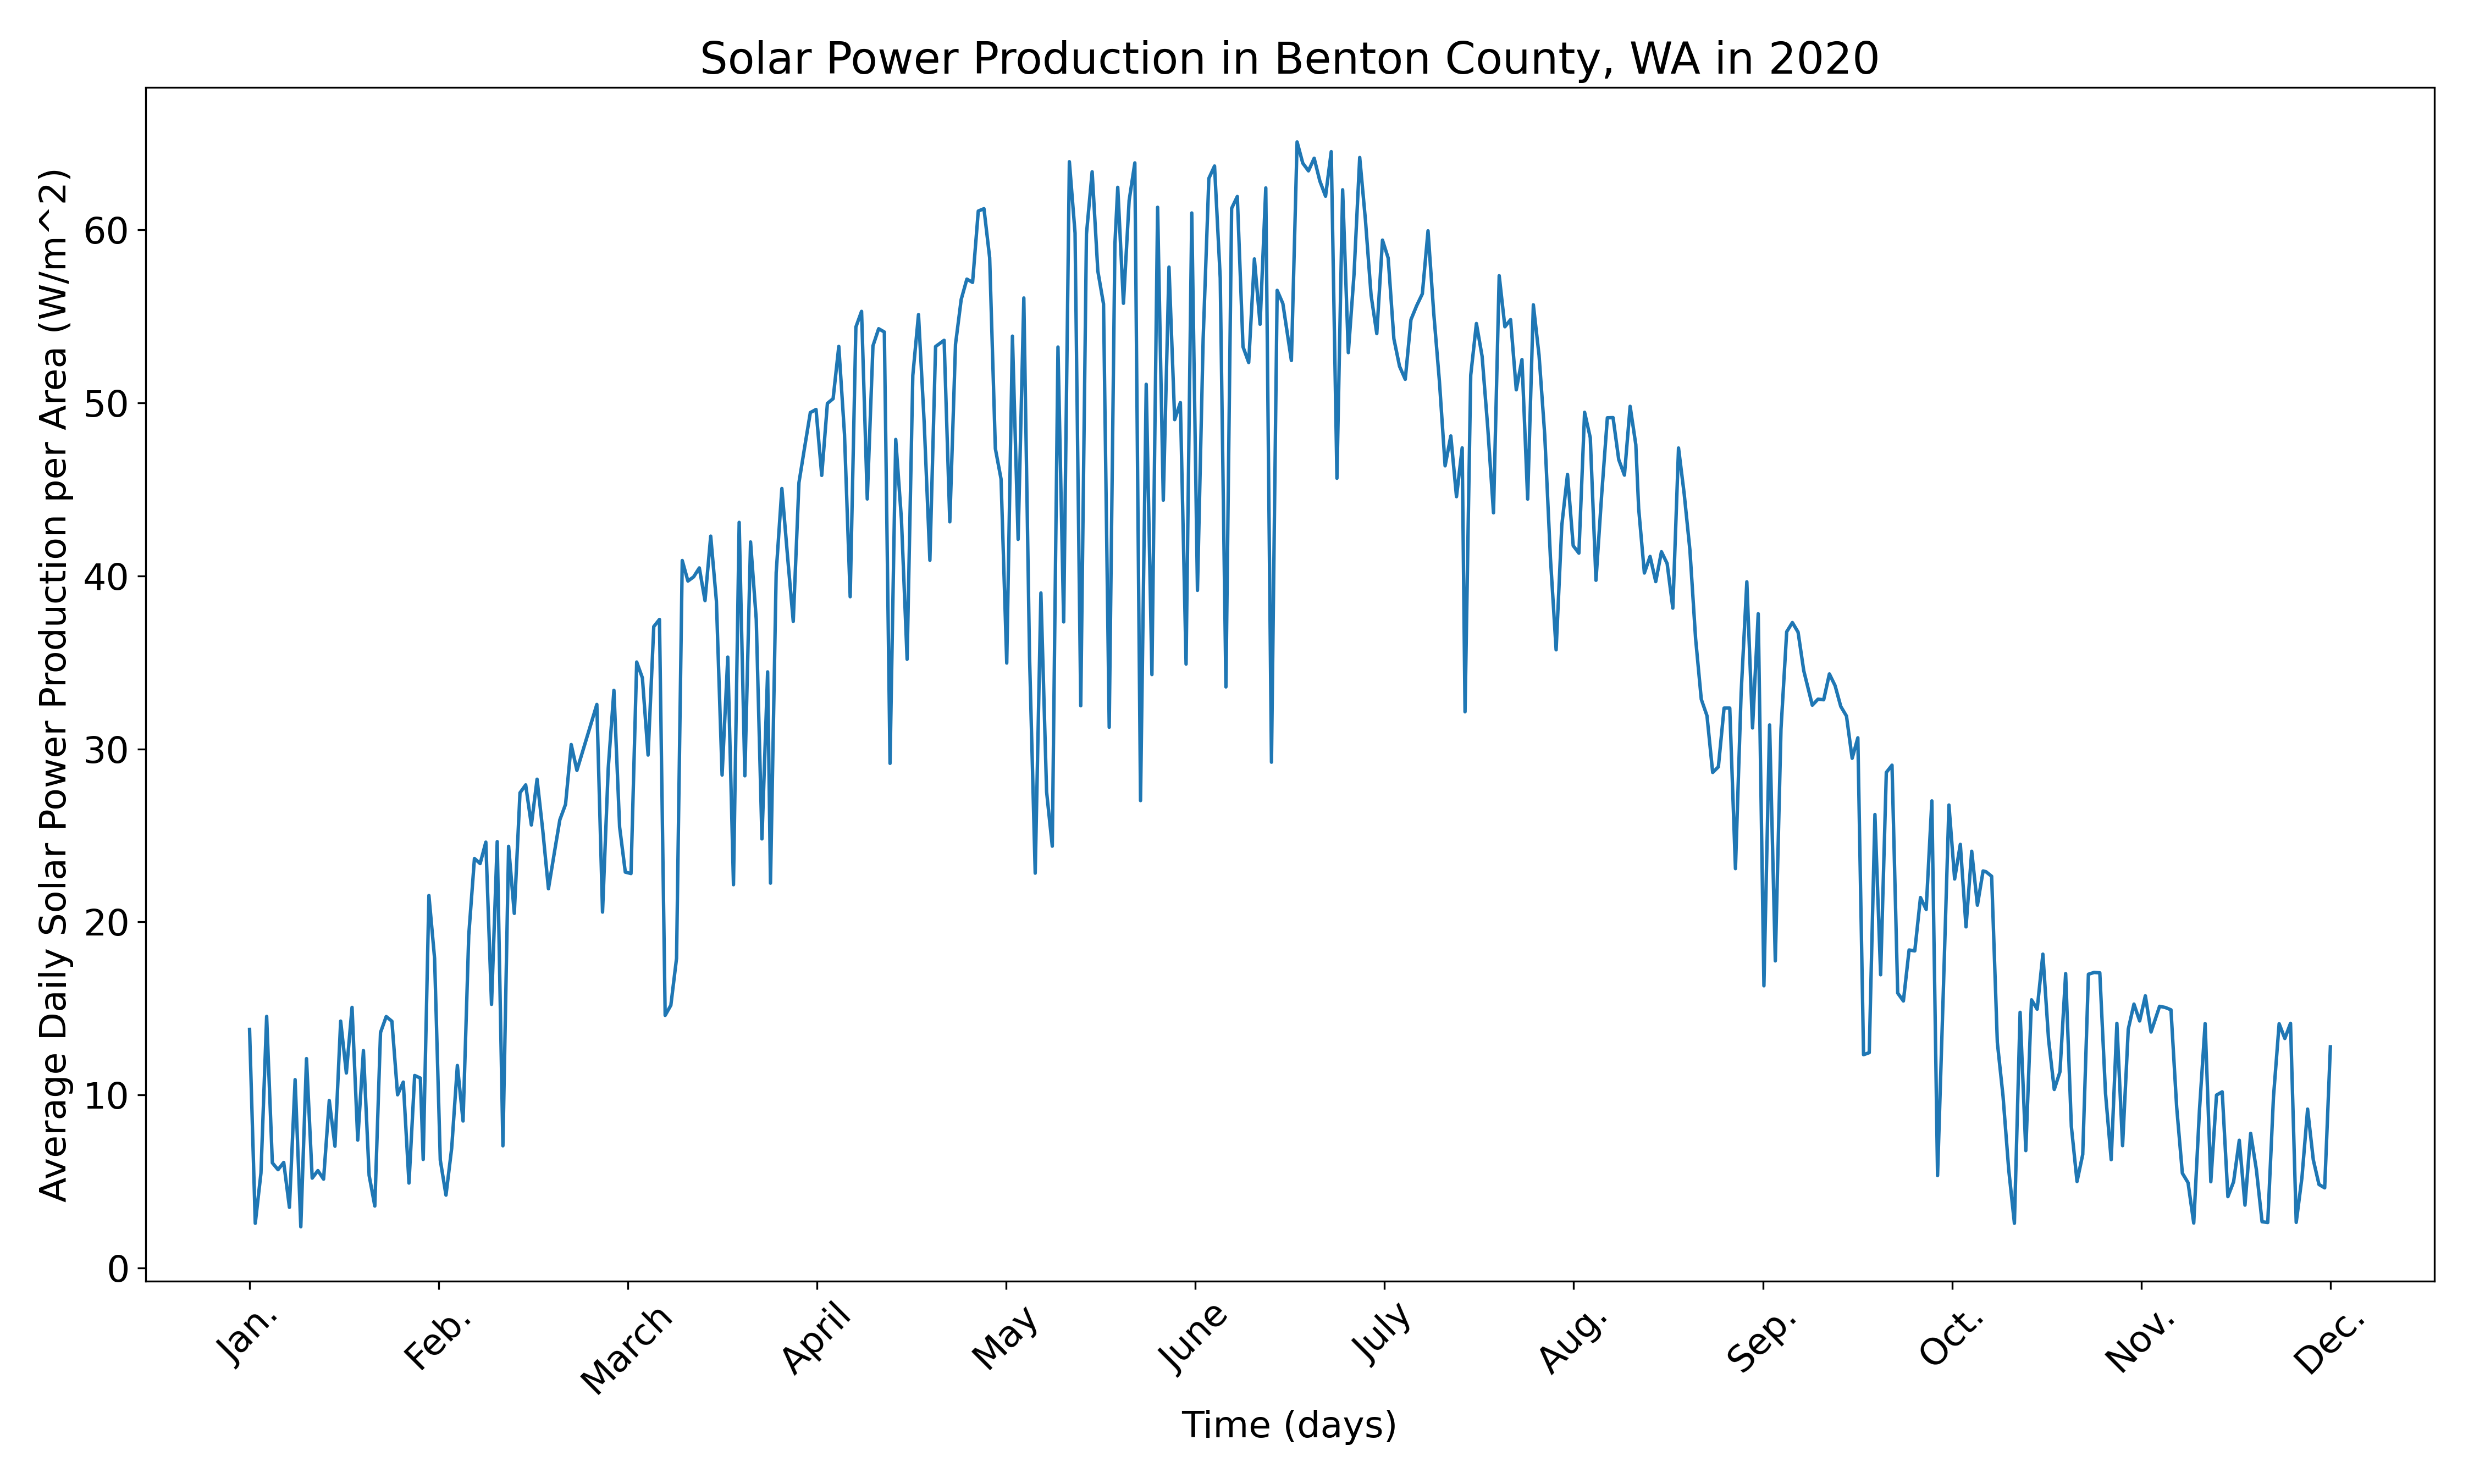 Solar Power Production in Benton County, WA in 2020
Average Daily Solar Power Production per Area (W/m^2)
60
50
40
30
20
10
0
Jan.
Feb.
March
April
May
June
July
Aug.
Sep.
Oct.
Nov.
Dec.
Time (days)